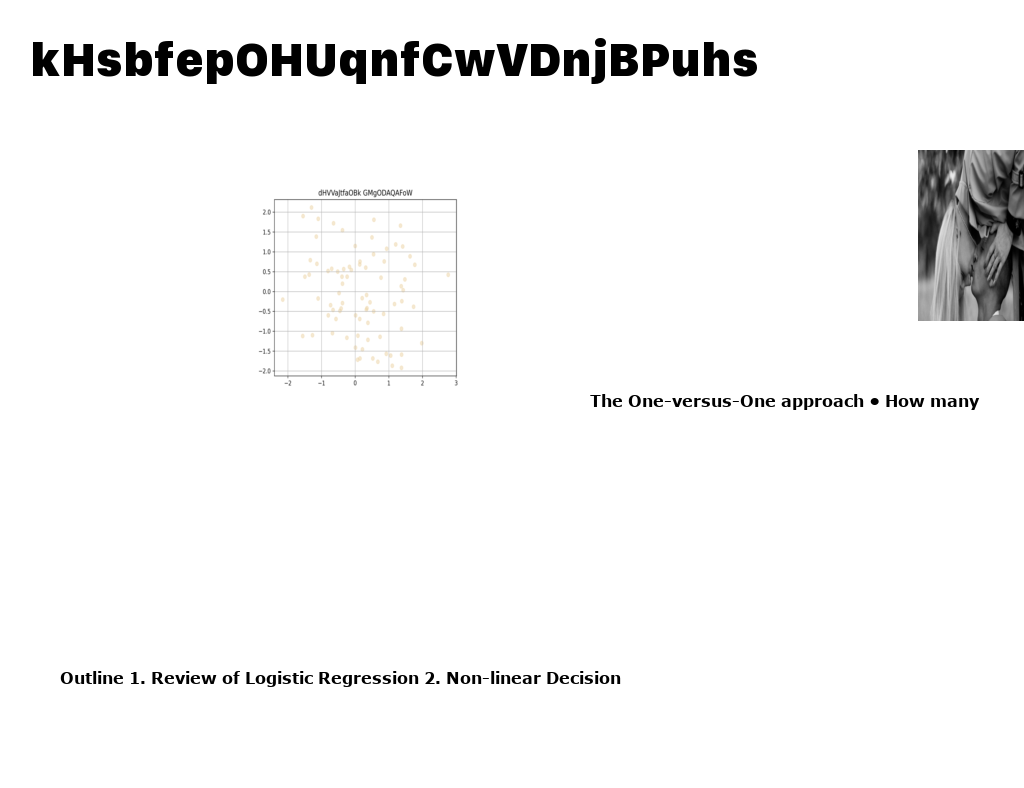 kHsbfepOHUqnfCwVDnjBPuhs
dHVVaJtfaOBk GMgODAQAFoW
2.0
1.5
1.0
0.5
0.0
−0.5
−1.0
−1.5
−2.0
−2 −1 0 1 2 3
The One-versus-One approach • How many
Outline 1. Review of Logistic Regression 2. Non-linear Decision